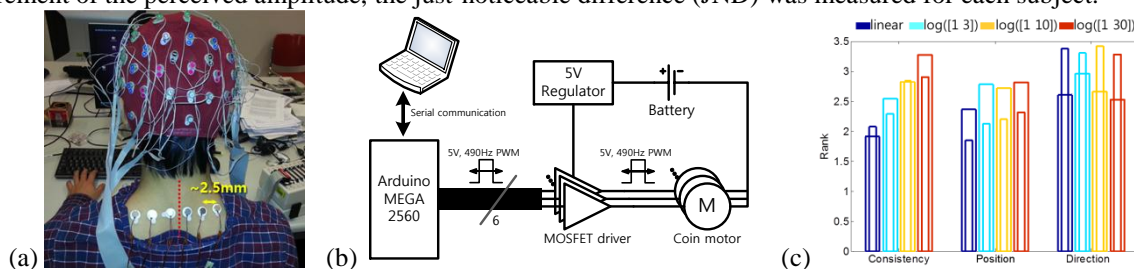 urement of the perceived amplitude, the just-noticeable difference (JND) was measured for each subject.
(a)
~2.5mm
(b)
Serial communication
Arduino
MEGA
2560
5V, 490Hz PWM
6
5V
Regulator
MOSFET driver
5V, 490Hz PWM
Battery
M
Coin motor
(c)
linear log([1 3]) log([1 10]) log([1 30])
Rank
3.5
3
2.5
2
1.5
1
0.5
0
Consistency Position Direction